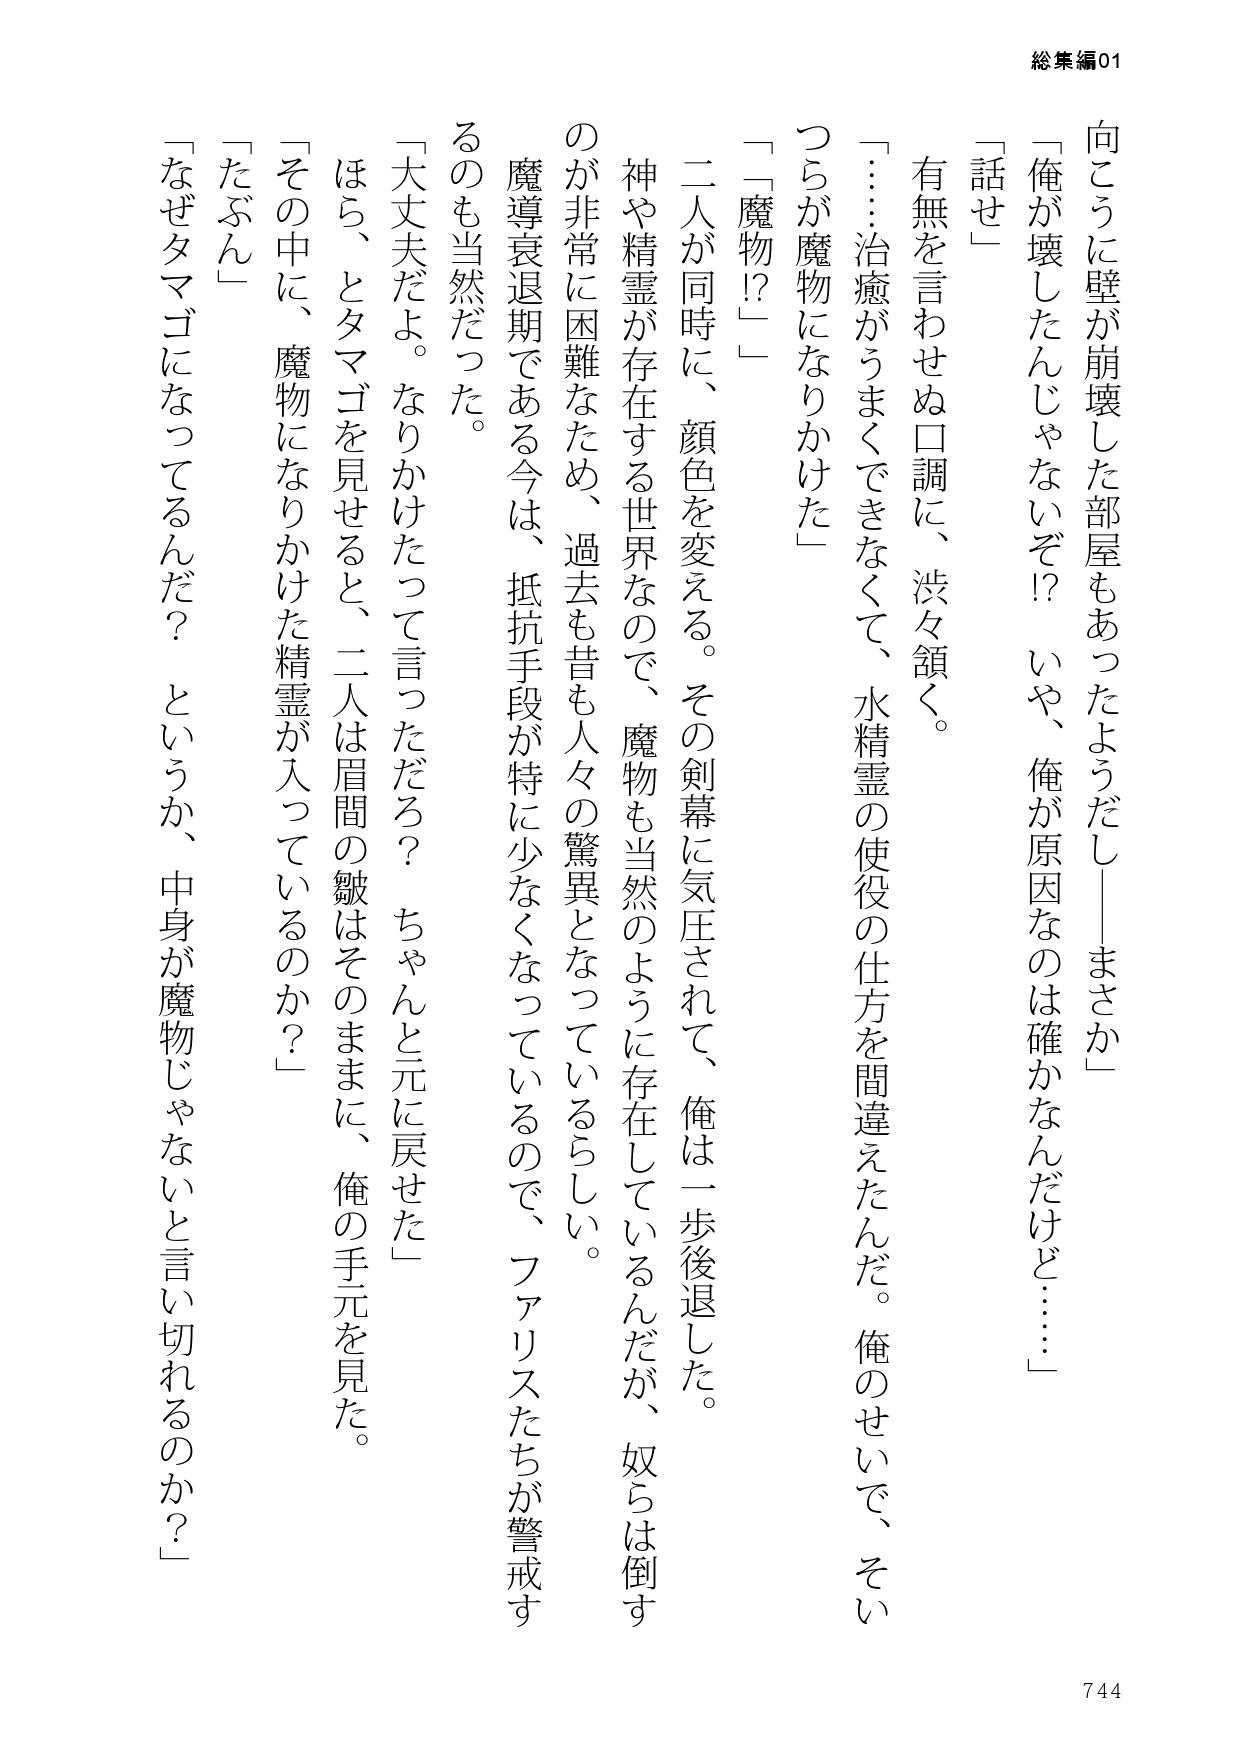 総集編01
向こうに壁が崩壊した部屋もあったようだし――まさか」
「俺が壊したんじゃないぞ!?　いや、俺が原因なのは確かなんだけど……」
「話せ」
　有無を言わせぬ口調に、渋々頷く。
「……治癒がうまくできなくて、水精霊の使役の仕方を間違えたんだ。俺のせいで、そい
つらが魔物になりかけた」
「「魔物!?」」
　二人が同時に、顔色を変える。その剣幕に気圧されて、俺は一歩後退した。
　神や精霊が存在する世界なので、魔物も当然のように存在しているんだが、奴らは倒す
のが非常に困難なため、過去も昔も人々の驚異となっているらしい。
　魔導衰退期である今は、抵抗手段が特に少なくなっているので、ファリスたちが警戒す
るのも当然だった。
「大丈夫だよ。なりかけたって言っただろ？　ちゃんと元に戻せた」
　ほら、とタマゴを見せると、二人は眉間の皺はそのままに、俺の手元を見た。
「その中に、魔物になりかけた精霊が入っているのか？」
「たぶん」
「なぜタマゴになってるんだ？　というか、中身が魔物じゃないと言い切れるのか？」
744